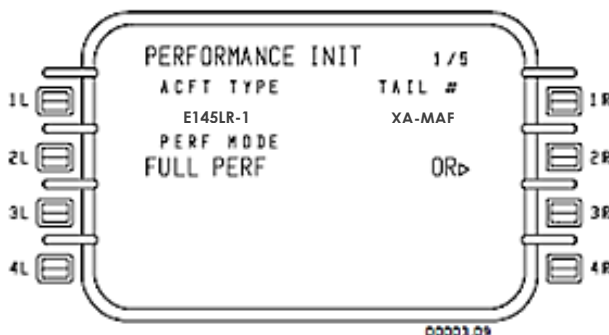 PERFORMANCE INIT 1/5
ACFT TYPE TAIL #
1L 1R
E145LR-1 XA-MAF
PERF MODE
2L 2R
FULL PERF OR▷
3L 3R
4L 4R
00003.09